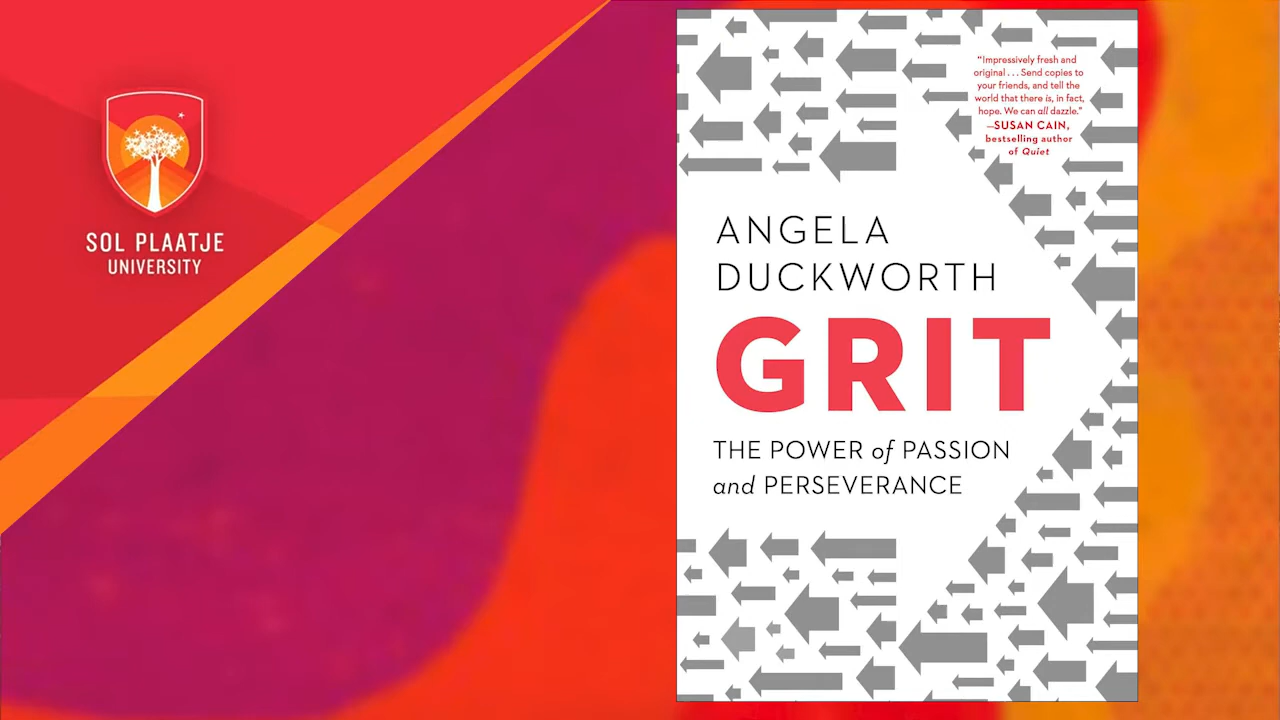 SOL PLAATJE
UNIVERSITY
“Impressively fresh and
original . . . Send copies to
your friends, and tell the
world that there is, in fact,
hope. We can all dazzle.”
—SUSAN CAIN,
bestselling author
of Quiet
ANGELA
DUCKWORTH
GRIT
THE POWER of PASSION
and PERSEVERANCE